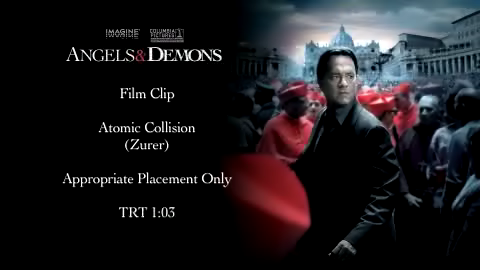 IMAGINE
COLUMBIA
PICTURES
ANGELS&DEMONS
Film Clip
Atomic Collision
(Zurer)
Appropriate Placement Only
TRT 1:03